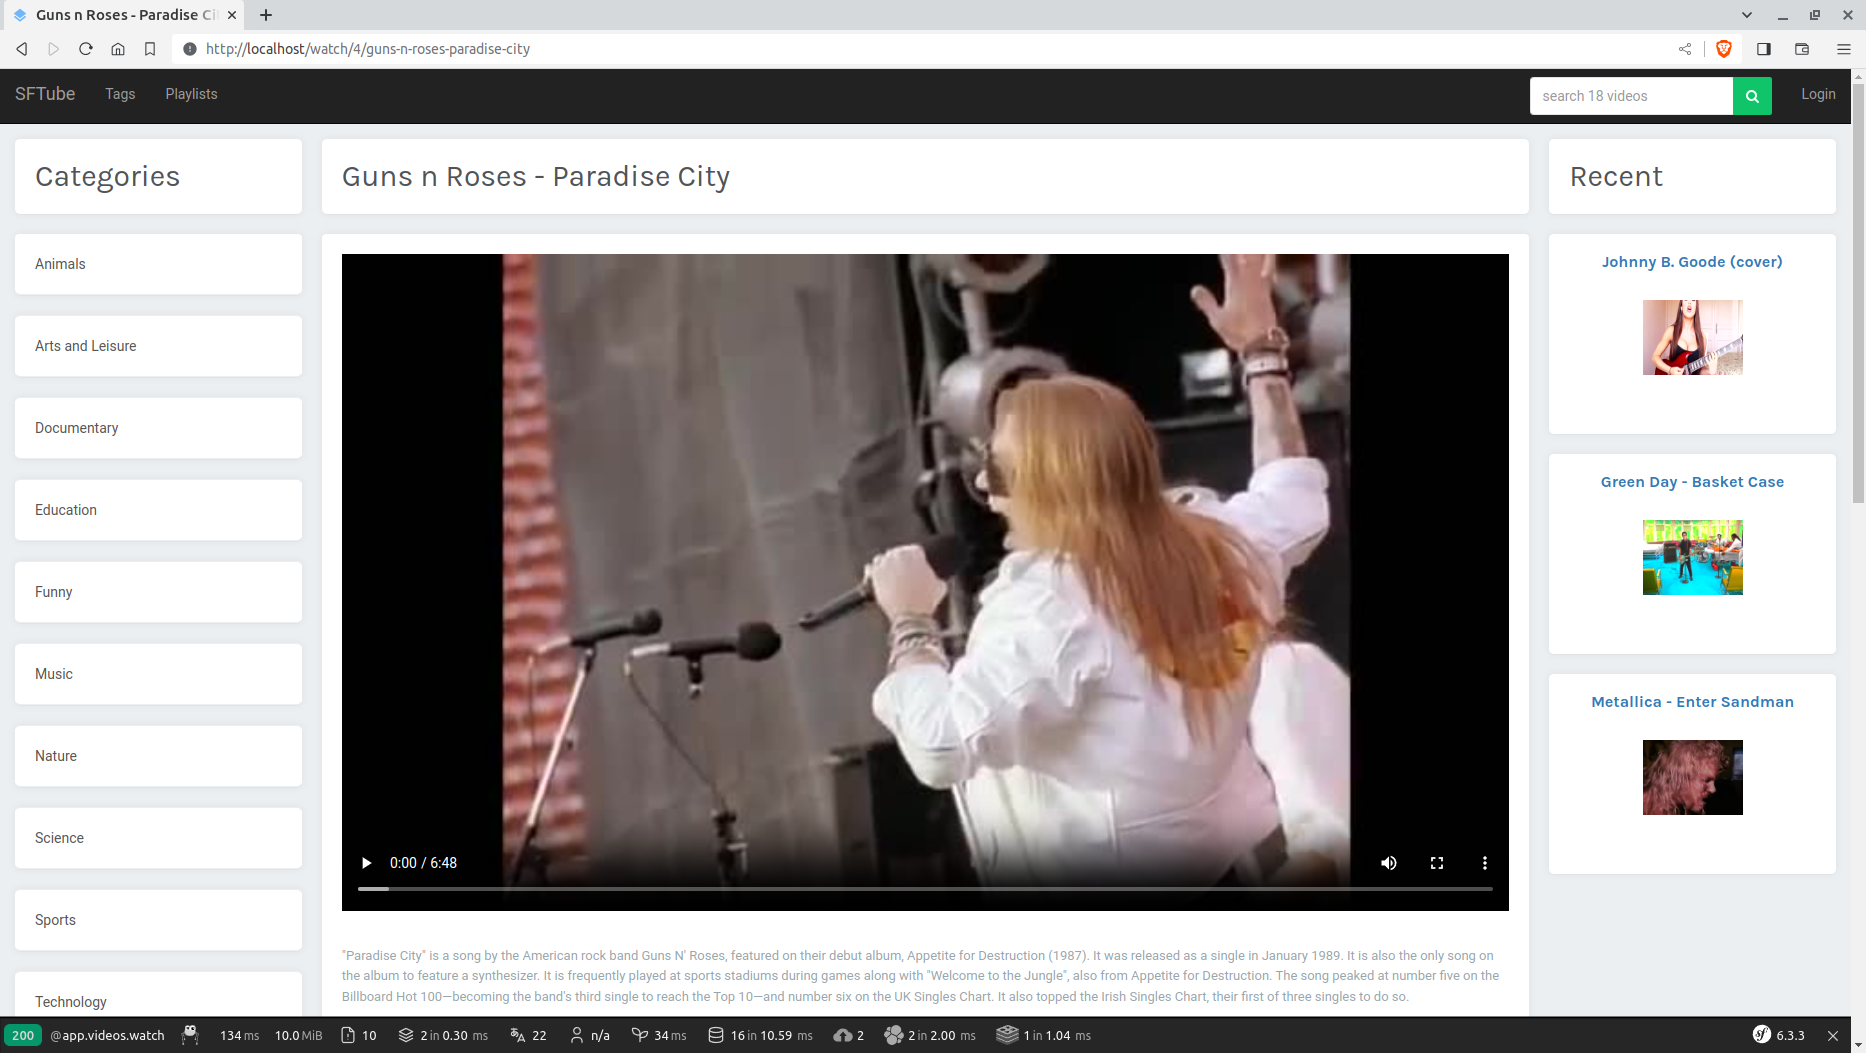 Guns n Roses - Paradise Ci
http://localhost/watch/4/guns-n-roses-paradise-city
SFTube
Tags
Playlists
search 18 videos
Login
Categories
Animals
Arts and Leisure
Documentary
Education
Funny
Music
Nature
Science
Sports
Technology
Guns n Roses - Paradise City
0:00 / 6:48
"Paradise City" is a song by the American rock band Guns N' Roses, featured on their debut album, Appetite for Destruction (1987). It was released as a single in January 1989. It is also the only song on
the album to feature a synthesizer. It is frequently played at sports stadiums during games along with "Welcome to the Jungle", also from Appetite for Destruction. The song peaked at number five on the
Billboard Hot 100—becoming the band's third single to reach the Top 10—and number six on the UK Singles Chart. It also topped the Irish Singles Chart, their first of three singles to do so.
Recent
Johnny B. Goode (cover)
Green Day - Basket Case
Metallica - Enter Sandman
200 @app.videos.watch 134 ms 10.0 MiB 10 2 in 0.30 ms 22 n/a 34 ms 16 in 10.59 ms 2 2 in 2.00 ms 1 in 1.04 ms 6.3.3